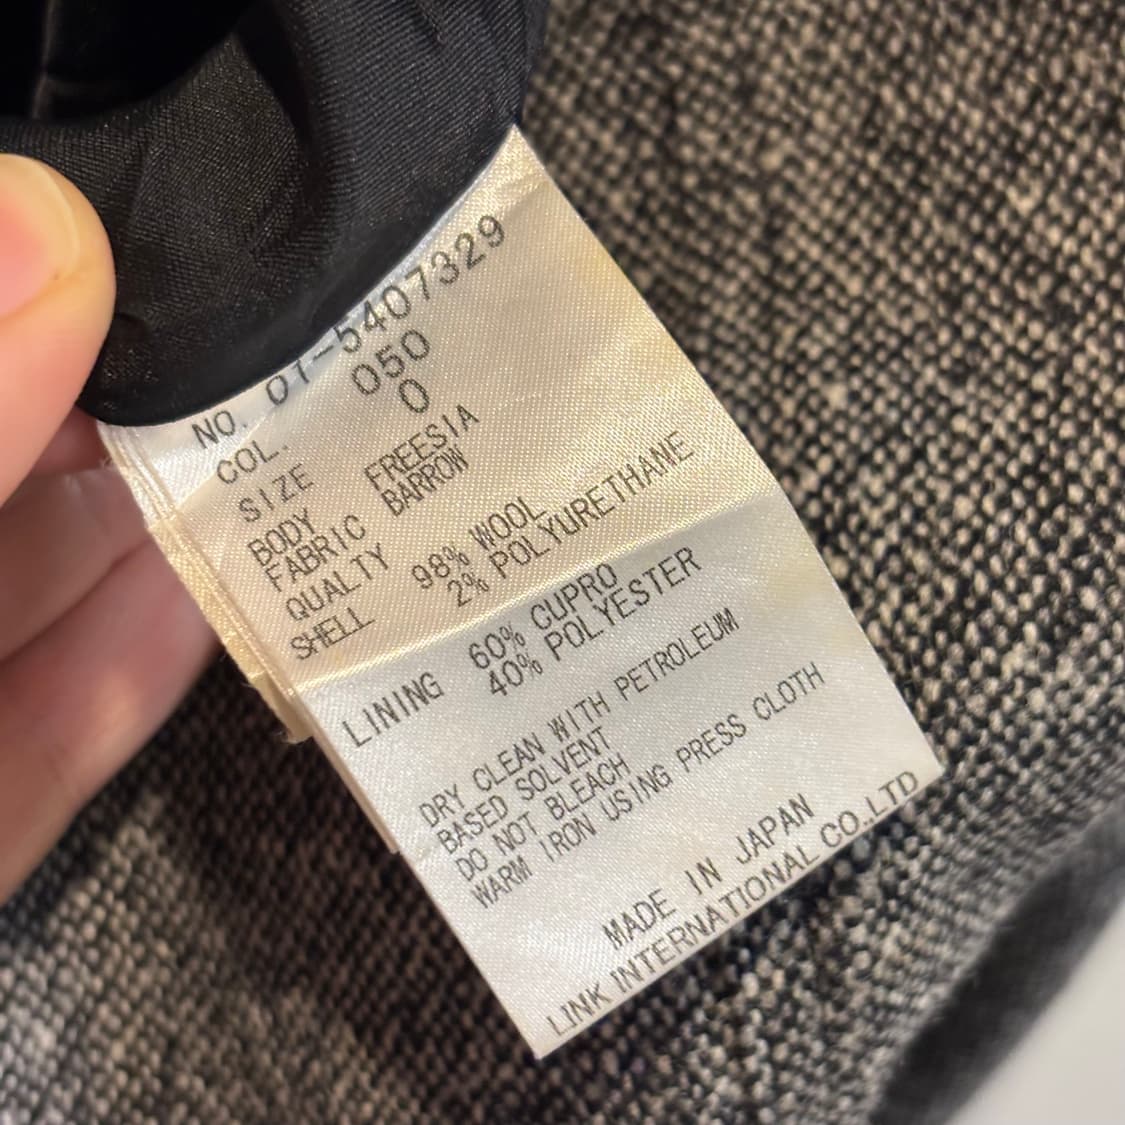 NO. 01-5407329
COL. 050
SIZE 0
BODY FREESIA
FABRIC BARROW
QUALTY
SHELL 98% WOOL
2% POLYURETHANE
LINING 60% CUPRO
40% POLYESTER
DRY CLEAN WITH PETROLEUM
BASED SOLVENT
DO NOT BLEACH
WARM IRON USING PRESS CLOTH
MADE IN JAPAN
LINK INTERNATIONAL CO.,LTD